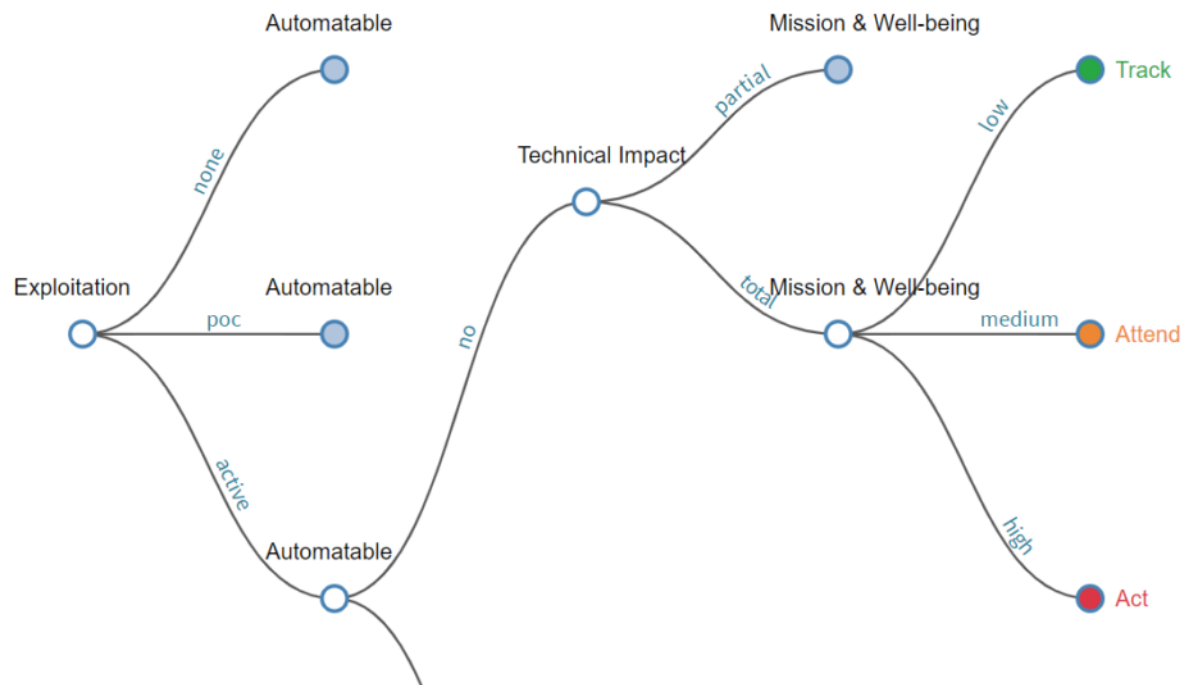 Automatable
Mission & Well-being
Track
partial
low
none
Technical Impact
Exploitation
Automatable
total
Mission & Well-being
poc
no
medium
Attend
active
high
Automatable
Act